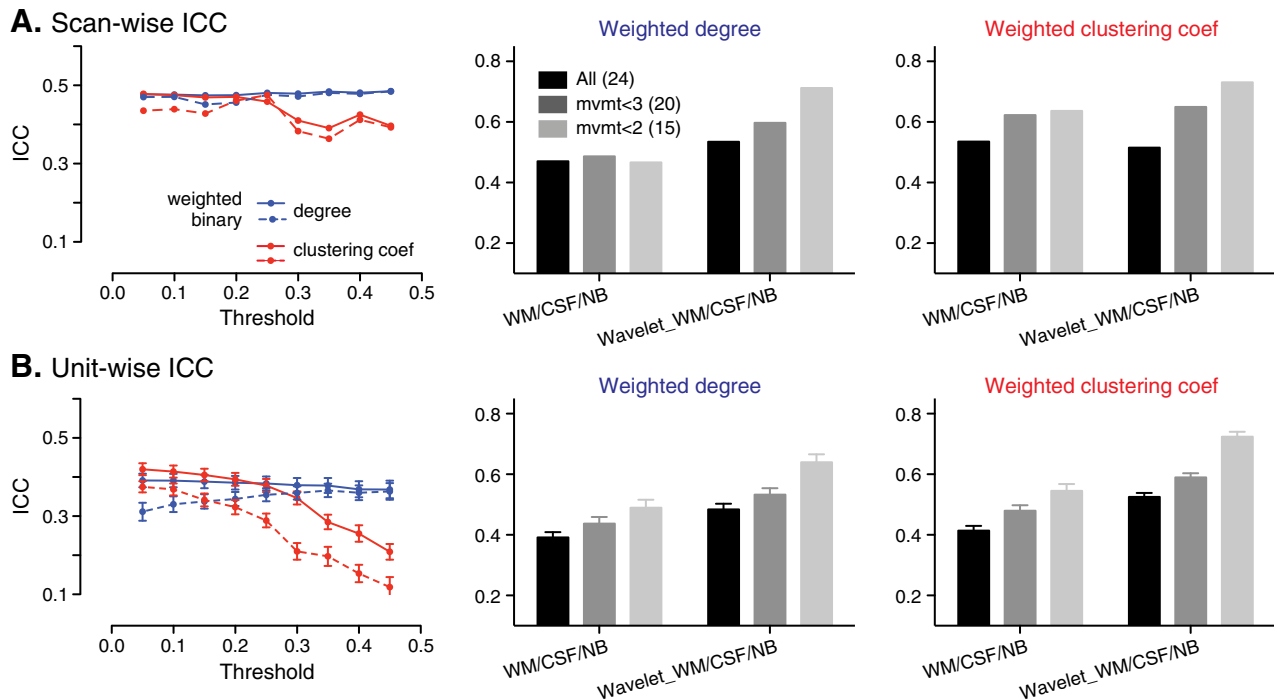 A. Scan-wise ICC
ICC
0.5
0.3
0.1
weighted
binary
degree
clustering coef
0.0 0.1 0.2 0.3 0.4 0.5
Threshold
Weighted degree
0.8
0.6
0.4
0.2
All (24)
mvmt<3 (20)
mvmt<2 (15)
WM/CSF/NB
Wavelet_WM/CSF/NB
Weighted clustering coef
0.8
0.6
0.4
0.2
WM/CSF/NB
Wavelet_WM/CSF/NB
B. Unit-wise ICC
ICC
0.5
0.3
0.1
0.0 0.1 0.2 0.3 0.4 0.5
Threshold
Weighted degree
0.8
0.6
0.4
0.2
WM/CSF/NB
Wavelet_WM/CSF/NB
Weighted clustering coef
0.8
0.6
0.4
0.2
WM/CSF/NB
Wavelet_WM/CSF/NB